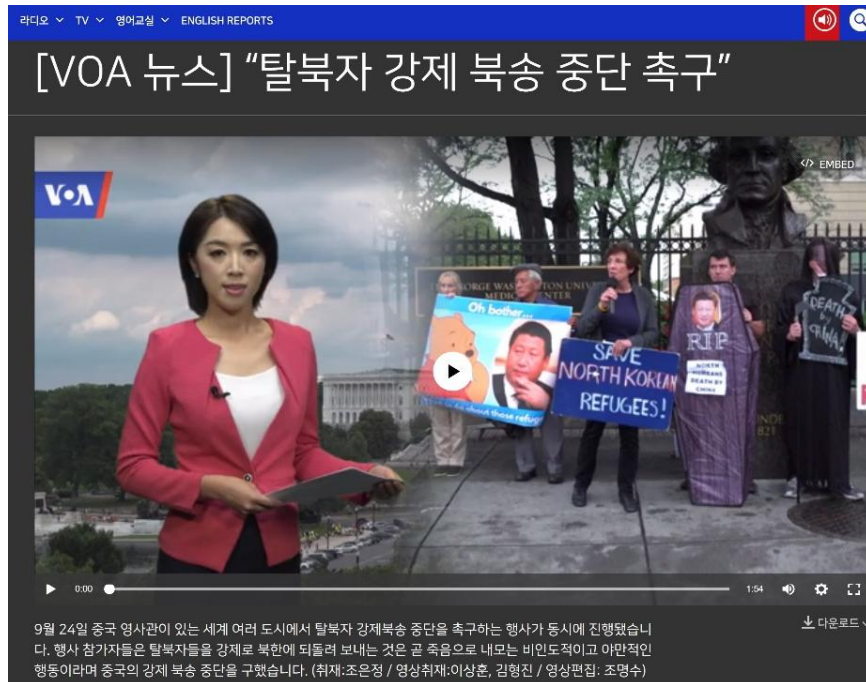 라디오 TV 영어교실 ENGLISH REPORTS
[VOA 뉴스] “탈북자 강제 북송 중단 촉구”
</> EMBED
VOA
GEORGE WASHINGTON UNIV
MEDICAL CENTER
Oh bother...
about those refug
SAVE
NORTH KOREAN
REFUGEES!
RIP
NORTH
KOREANS
DEATH BY
CHINA
DEATH
by
CHINA
821
0:00 1:54
다운로드
9월 24일 중국 영사관이 있는 세계 여러 도시에서 탈북자 강제북송 중단을 촉구하는 행사가 동시에 진행됐습니
다. 행사 참가자들은 탈북자들을 강제로 북한에 되돌려 보내는 것은 곧 죽음으로 내모는 비인도적이고 야만적인
행동이라며 중국의 강제 북송 중단을 구했습니다. (취재:조은정 / 영상취재:이상훈, 김형진 / 영상편집: 조명수)